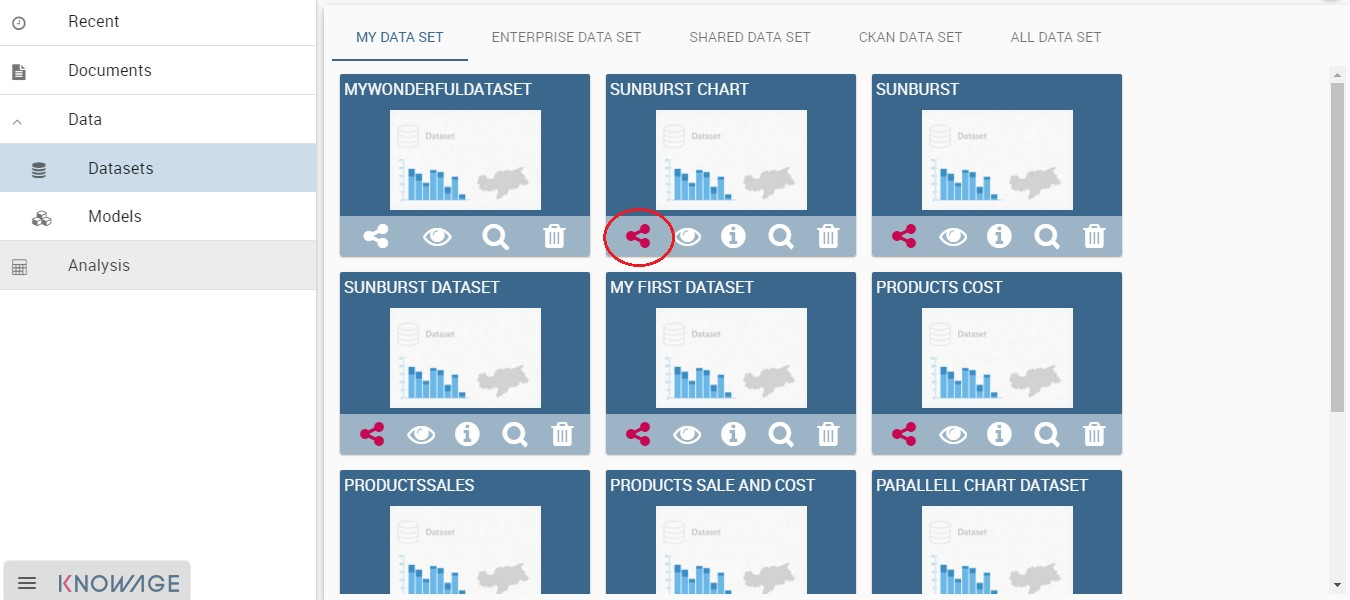 Recent
Documents
Data
Datasets
Models
Analysis
KNOWAGE
MY DATA SET ENTERPRISE DATA SET SHARED DATA SET CKAN DATA SET ALL DATA SET
MYWONDERFULDATASET SUNBURST CHART SUNBURST
Dataset Dataset Dataset
SUNBURST DATASET MY FIRST DATASET PRODUCTS COST
Dataset Dataset Dataset
PRODUCTSSALES PRODUCTS SALE AND COST PARALLELL CHART DATASET
Dataset Dataset Dataset